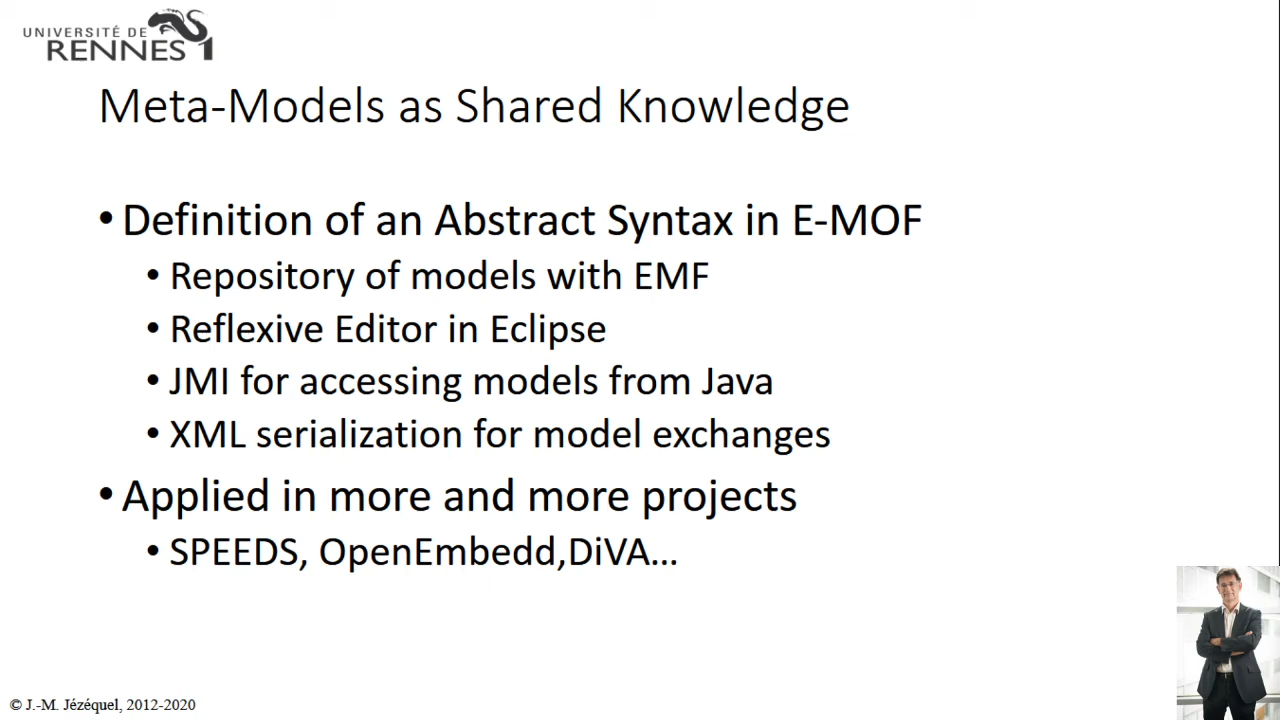 UNIVERSITÉ DE
RENNES 1
Meta-Models as Shared Knowledge
• Definition of an Abstract Syntax in E-MOF
• Repository of models with EMF
• Reflexive Editor in Eclipse
• JMI for accessing models from Java
• XML serialization for model exchanges
• Applied in more and more projects
• SPEEDS, OpenEmbedd,DiVA...
© J.-M. Jézéquel, 2012-2020